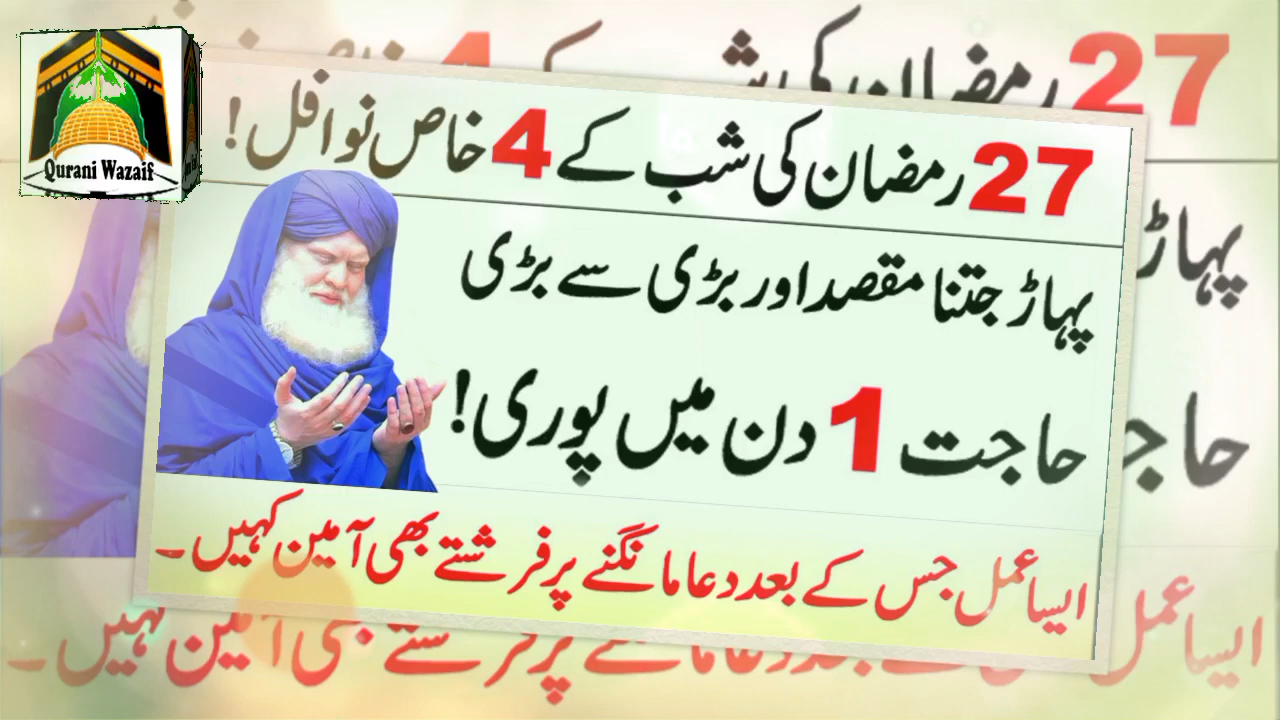 Qurani Wazaif
27 رمضان کی شب کے 4 خاص نوافل!
پہاڑ جتنا مقصد اور بڑی سے بڑی
حاجت 1 دن میں پوری!
ایسا عمل جس کے بعد دعا مانگنے پر فرشتے بھی آمین کہیں۔